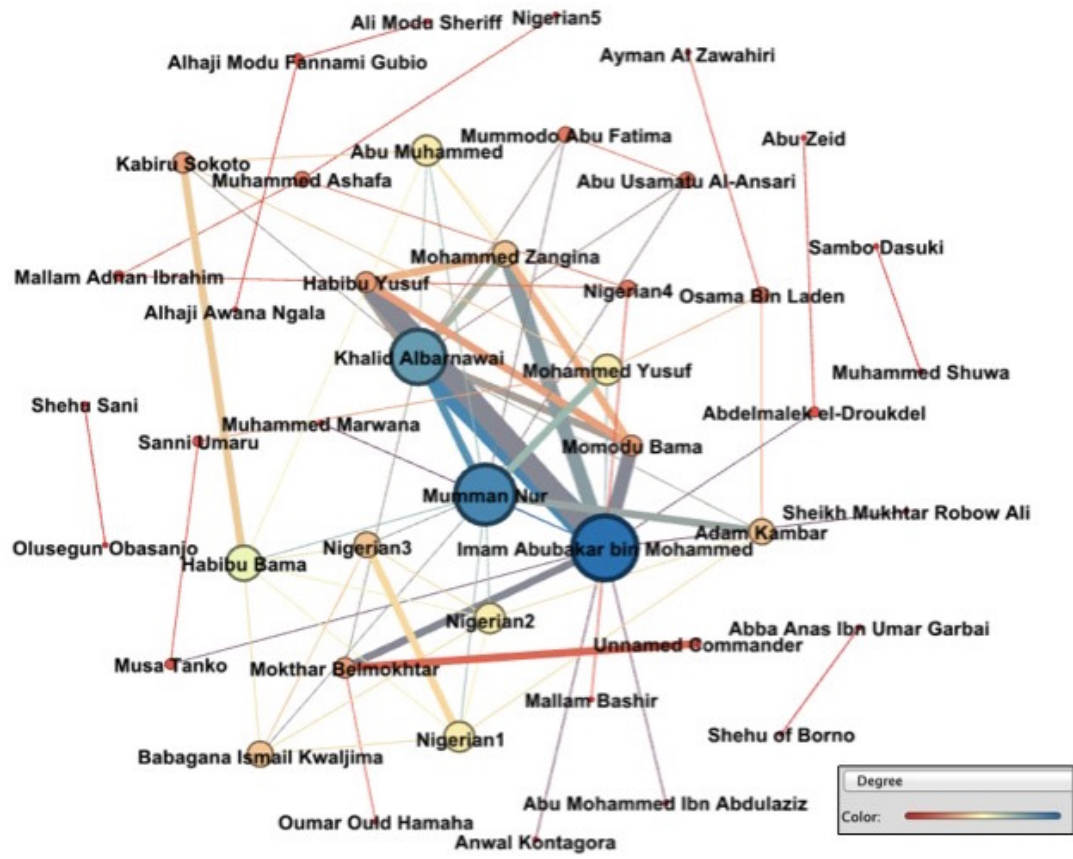 Ali Modu Sheriff
Nigerian5
Alhaji Modu Fannami Gubio
Ayman Al Zawahiri
Mummodo Abu Fatima
Abu Zeid
Kabiru Sokoto
Abu Muhammed
Muhammed Ashafa
Abu Usamatu Al-Ansari
Mohammed Zangina
Sambo Dasuki
Mallam Adnan Ibrahim
Habibu Yusuf
Nigerian4
Osama Bin Laden
Alhaji Awana Ngala
Khalid Albarnawai
Mohammed Yusuf
Muhammed Shuwa
Shehu Sani
Muhammed Marwana
Abdelmalek el-Droukdel
Sanni Umaru
Momodu Bama
Mumman Nur
Sheikh Mukhtar Robow Ali
Adam Kambar
Olusegun Obasanjo
Nigerian3
Imam Abubakar bin Mohammed
Habibu Bama
Nigerian2
Abba Anas Ibn Umar Garbai
Unnamed Commander
Musa Tanko
Mokthar Belmokhtar
Mallam Bashir
Shehu of Borno
Nigerian1
Babagana Ismail Kwaljima
Degree
Abu Mohammed Ibn Abdulaziz
Color:
Oumar Ould Hamaha
Anwal Kontagora